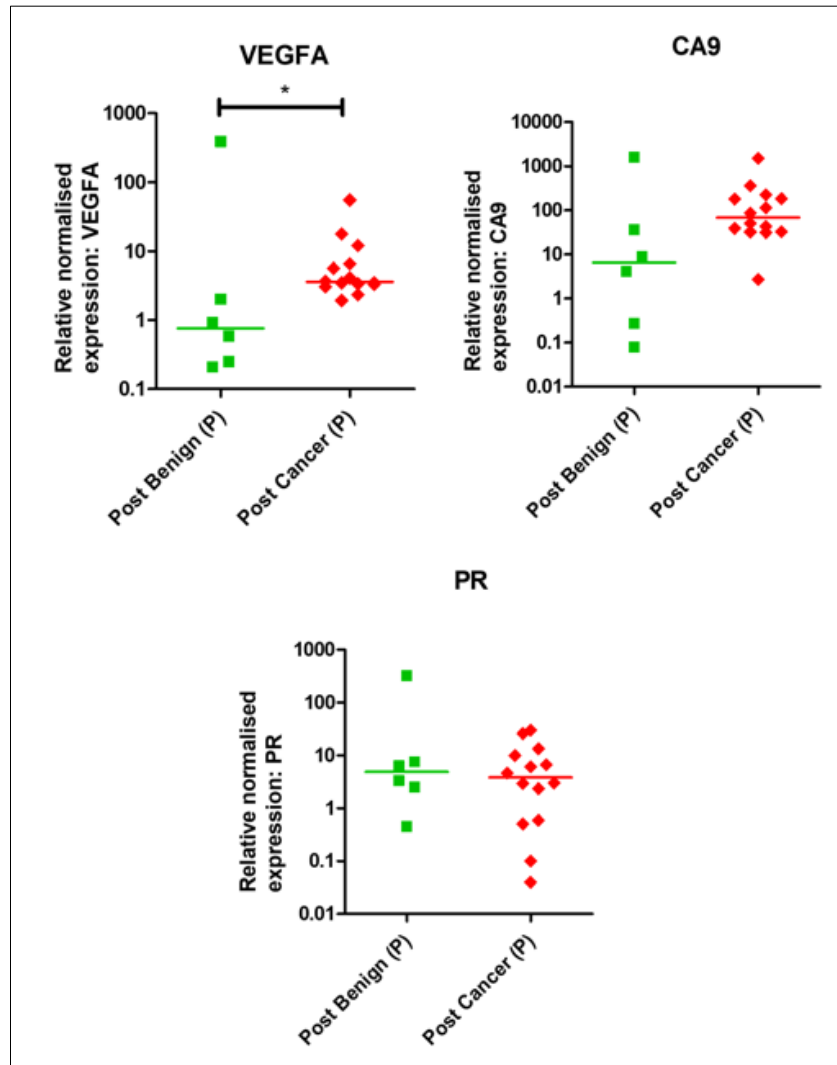 VEGFA
*
1000
100
10
1
0.1
Relative normalised
expression: VEGFA
Post Benign (P)
Post Cancer (P)
CA9
10000
1000
100
10
1
0.1
0.01
Relative normalised
expression: CA9
Post Benign (P)
Post Cancer (P)
PR
1000
100
10
1
0.1
0.01
Relative normalised
expression: PR
Post Benign (P)
Post Cancer (P)